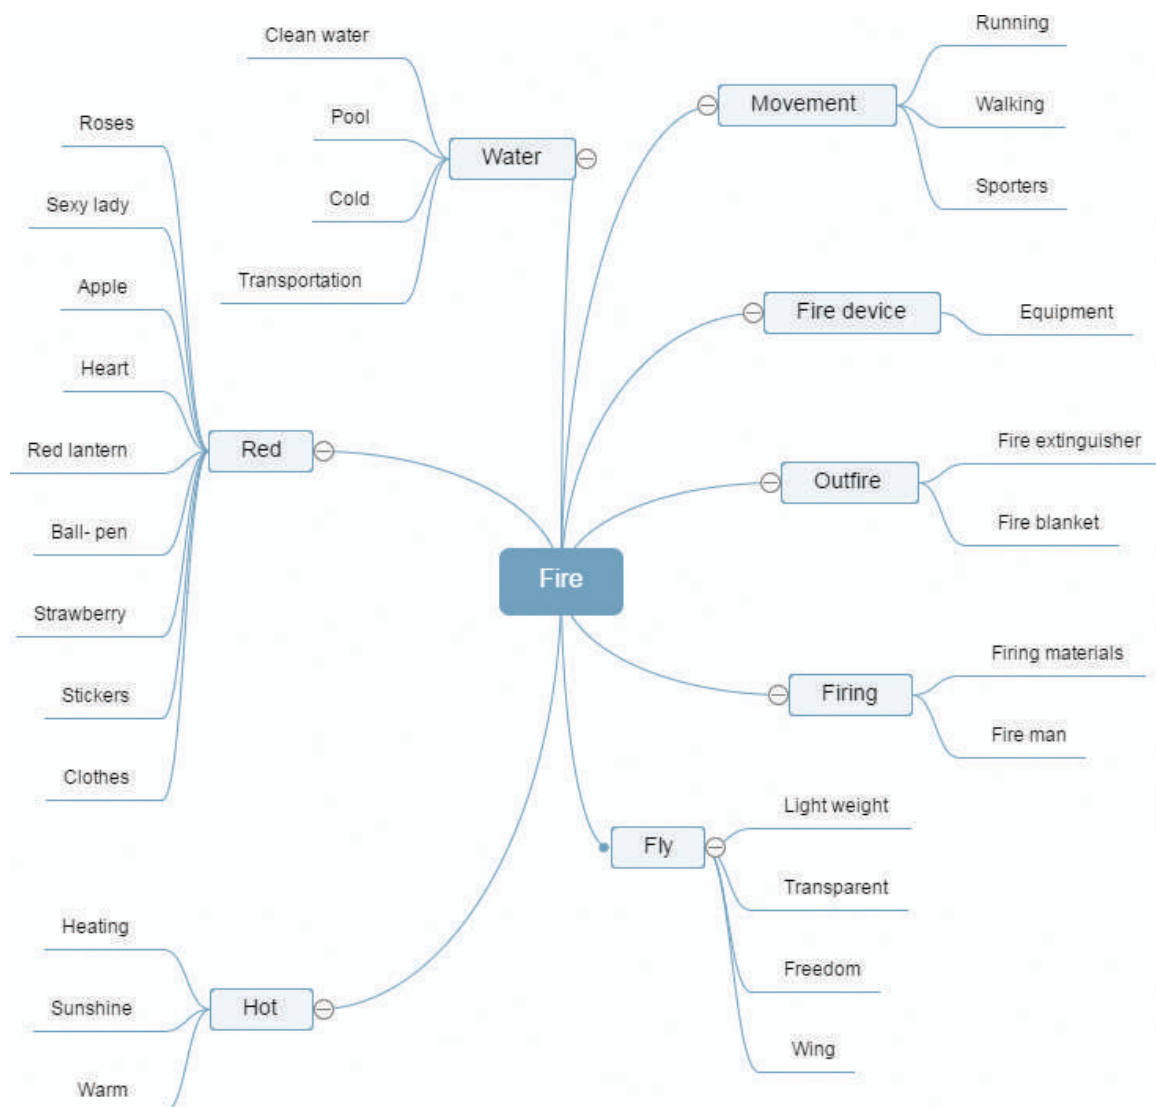 Clean water
Pool
Cold
Transportation
Water
Roses
Sexy lady
Apple
Heart
Red lantern
Ball- pen
Strawberry
Stickers
Clothes
Red
Heating
Sunshine
Warm
Hot
Fire
Movement
Running
Walking
Sporters
Fire device
Equipment
Outfire
Fire extinguisher
Fire blanket
Firing
Firing materials
Fire man
Fly
Light weight
Transparent
Freedom
Wing